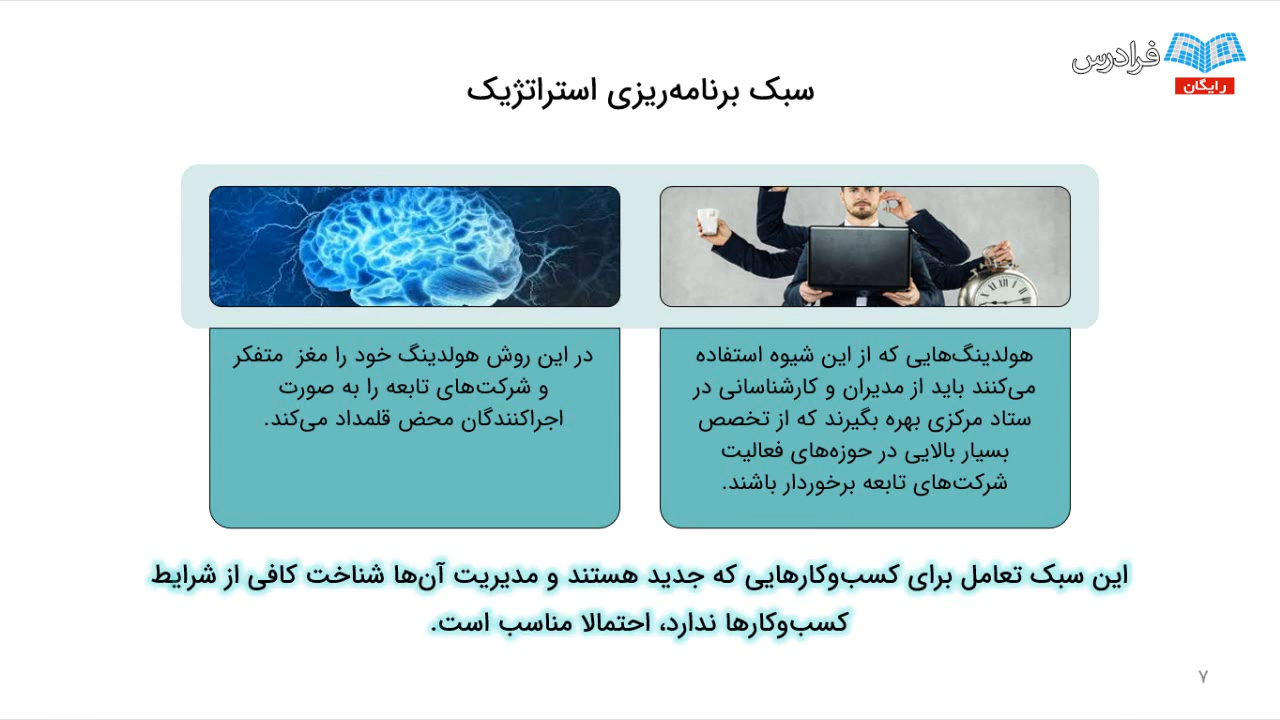 فرادرس
رایگان
سبک برنامه‌ریزی استراتژیک
هولدینگ‌هایی که از این شیوه استفاده
می‌کنند باید از مدیران و کارشناسانی در
ستاد مرکزی بهره بگیرند که از تخصص
بسیار بالایی در حوزه‌های فعالیت
شرکت‌های تابعه برخوردار باشند.
در این روش هولدینگ خود را مغز  متفکر
و شرکت‌های تابعه را به صورت
اجراکنندگان محض قلمداد می‌کند.
این سبک تعامل برای کسب‌وکارهایی که جدید هستند و مدیریت آن‌ها شناخت کافی از شرایط
کسب‌وکارها ندارد، احتمالا مناسب است.
۷